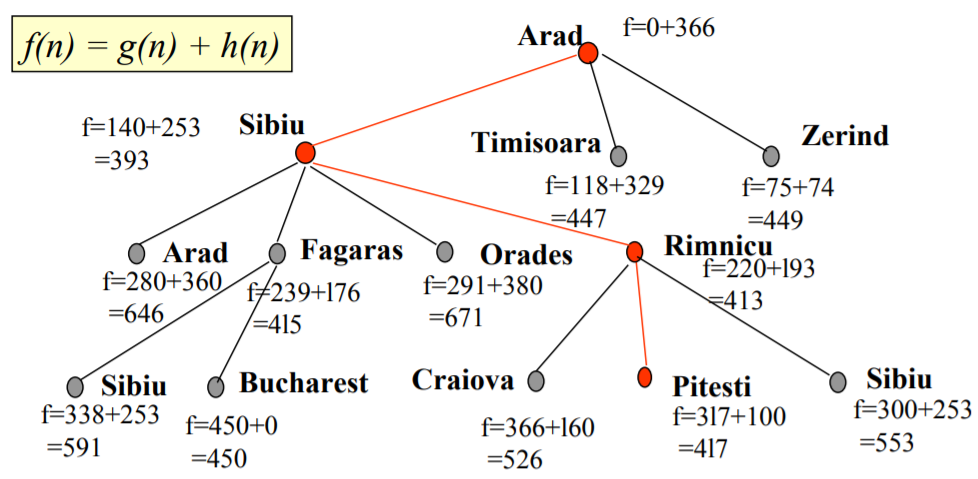 f(n) = g(n) + h(n)
Arad
f=0+366
f=140+253
=393
Sibiu
Timisoara
f=118+329
=447
Zerind
f=75+74
=449
Arad
f=280+360
=646
Fagaras
f=239+176
=415
Orades
f=291+380
=671
Rimnicu
f=220+193
=413
Sibiu
f=338+253
=591
Bucharest
f=450+0
=450
Craiova
f=366+160
=526
Pitesti
f=317+100
=417
Sibiu
f=300+253
=553